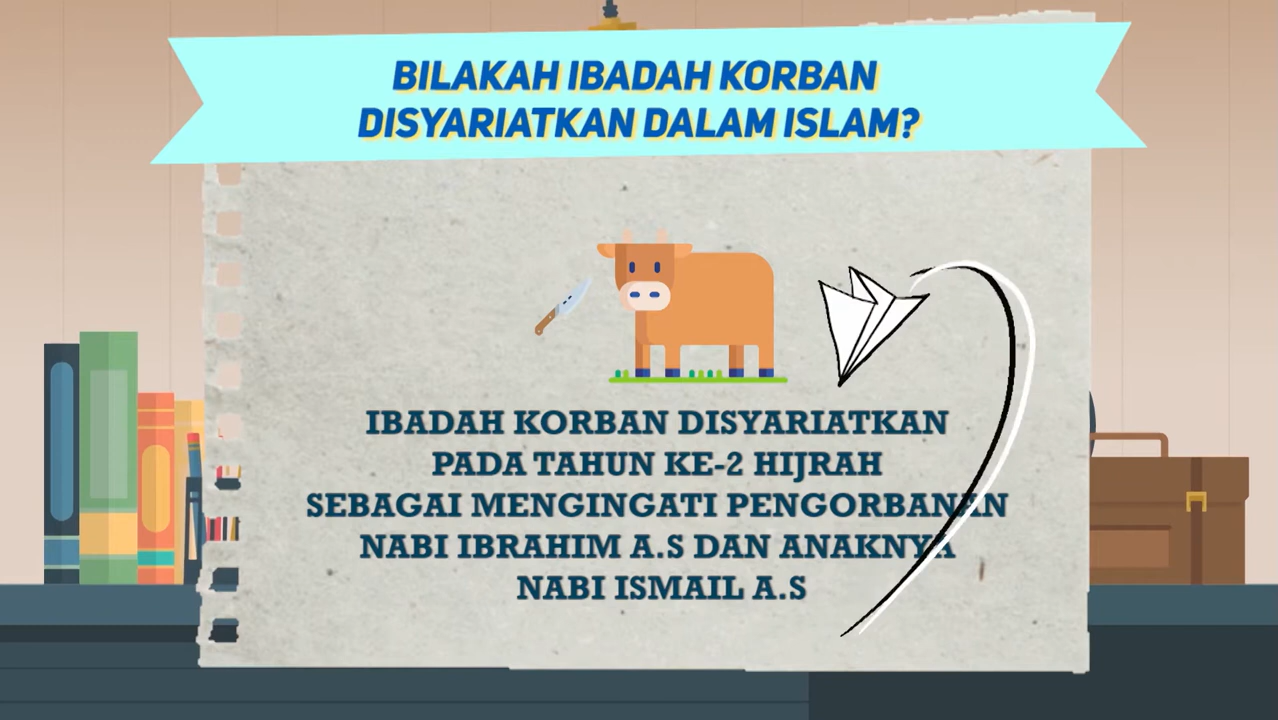 BILAKAH IBADAH KORBAN
DISYARIATKAN DALAM ISLAM?
IBADAH KORBAN DISYARIATKAN
PADA TAHUN KE-2 HIJRAH
SEBAGAI MENGINGATI PENGORBANAN
NABI IBRAHIM A.S DAN ANAKNYA
NABI ISMAIL A.S